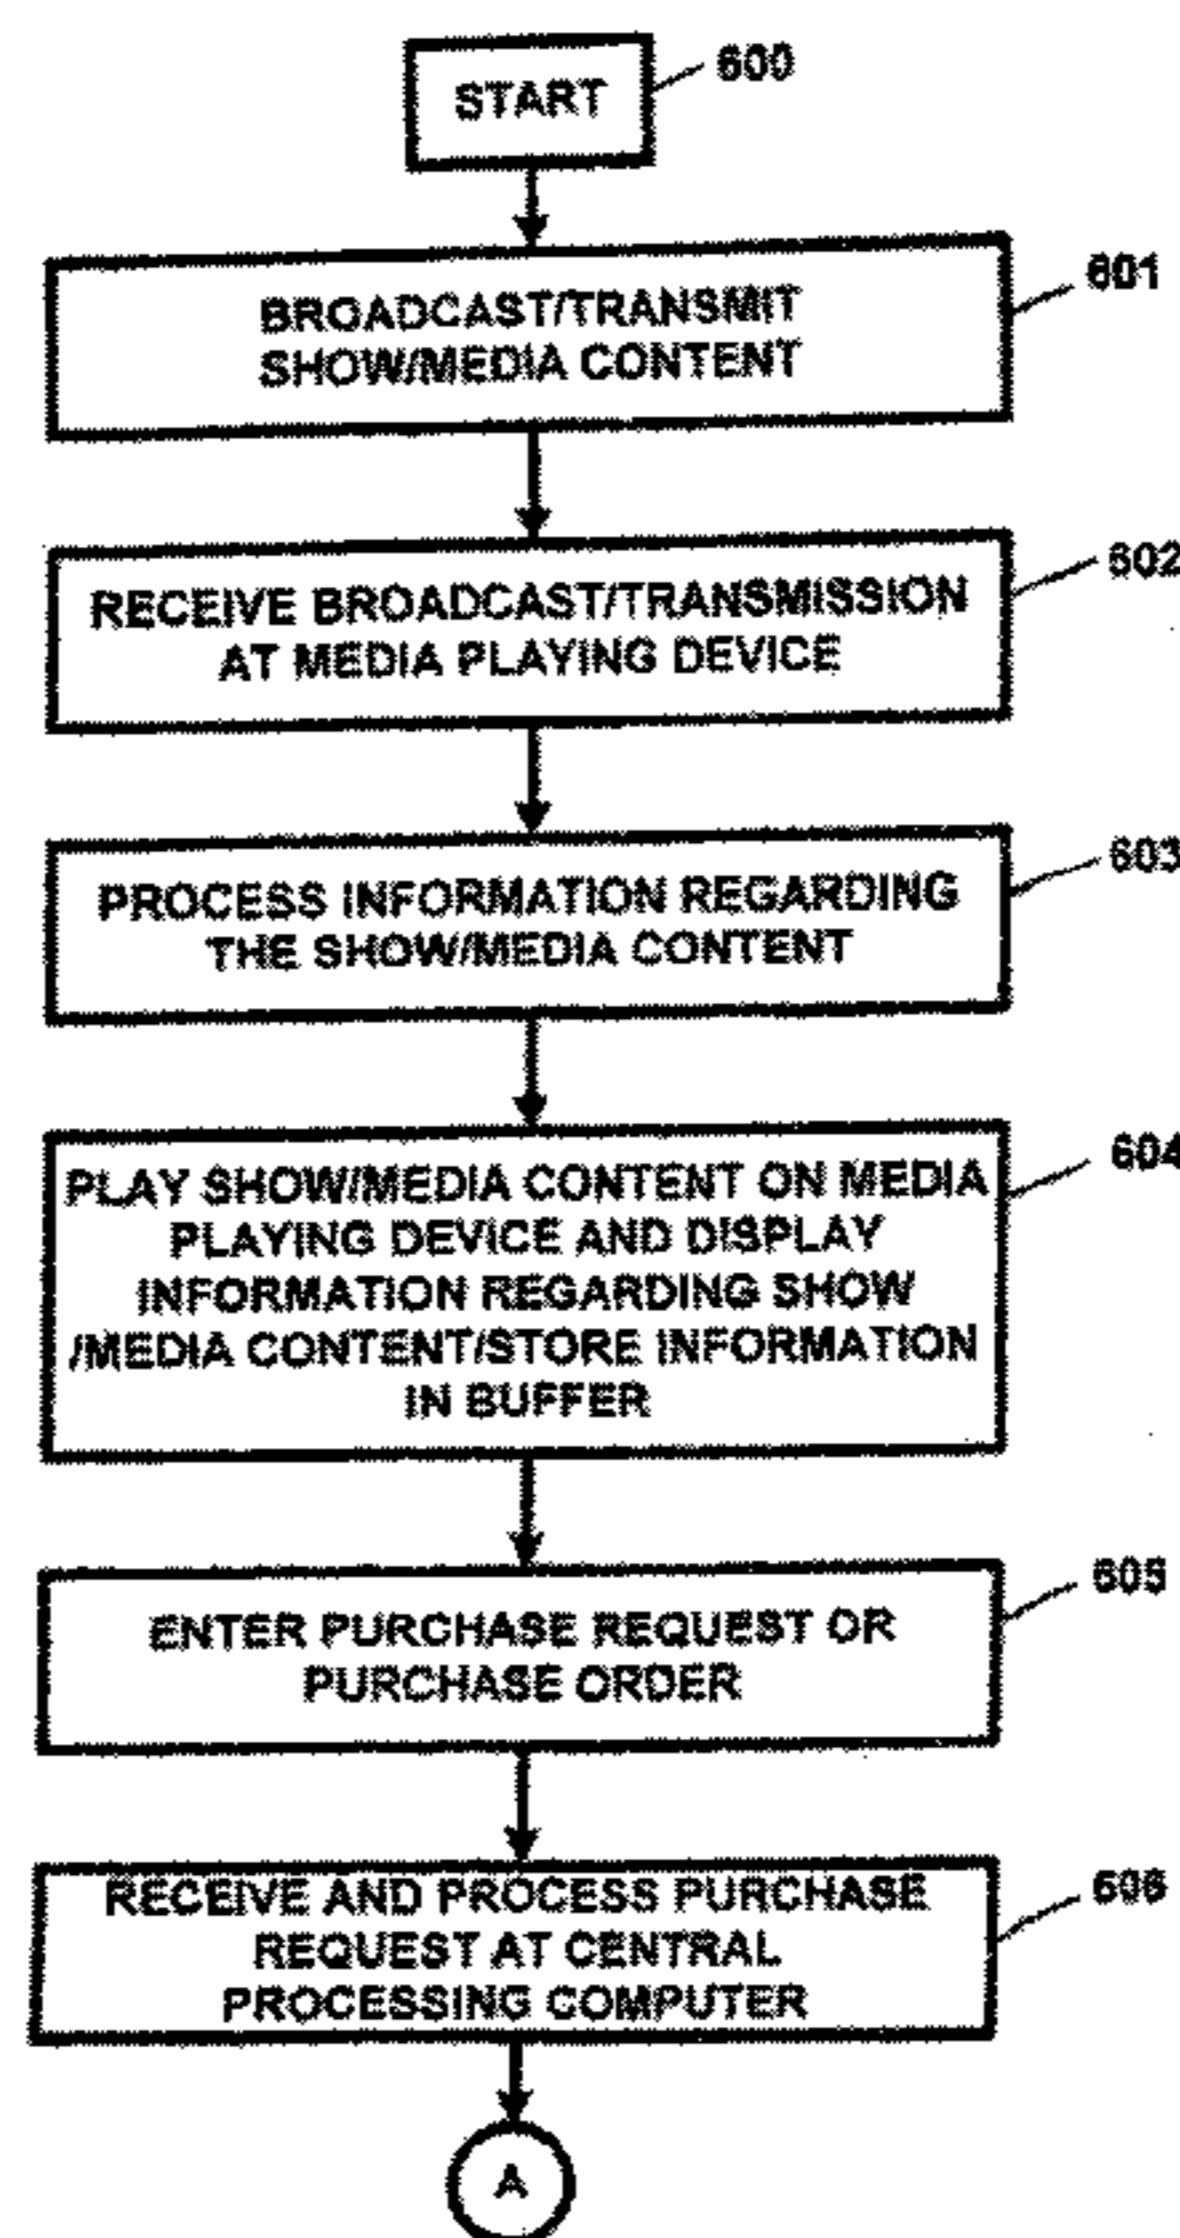 START
600
BROADCAST/TRANSMIT
SHOW/MEDIA CONTENT
601
RECEIVE BROADCAST/TRANSMISSION
AT MEDIA PLAYING DEVICE
602
PROCESS INFORMATION REGARDING
THE SHOW/MEDIA CONTENT
603
PLAY SHOW/MEDIA CONTENT ON MEDIA
PLAYING DEVICE AND DISPLAY
INFORMATION REGARDING SHOW
/MEDIA CONTENT/STORE INFORMATION
IN BUFFER
604
ENTER PURCHASE REQUEST OR
PURCHASE ORDER
605
RECEIVE AND PROCESS PURCHASE
REQUEST AT CENTRAL
PROCESSING COMPUTER
606
A